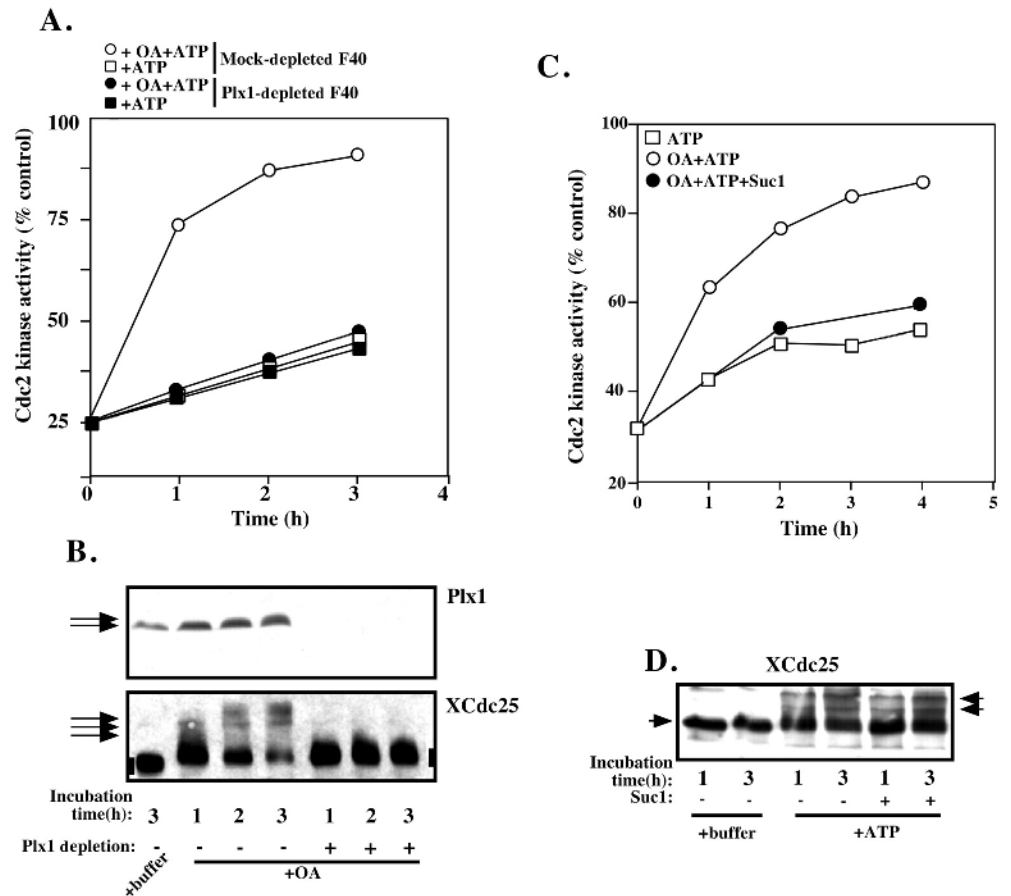 A.
+ OA+ATP
+ATP
Mock-depleted F40
+ OA+ATP
+ATP
Plx1-depleted F40
Cdc2 kinase activity (% control)
100
75
50
25
0 1 2 3 4
Time (h)
C.
ATP
OA+ATP
OA+ATP+Suc1
Cdc2 kinase activity (% control)
100
80
60
40
20
0 1 2 3 4 5
Time (h)
B.
Plx1
XCdc25
Incubation
time(h): 3 1 2 3 1 2 3
Plx1 depletion: - - - - + + +
+buffer
+OA
D.
XCdc25
Incubation
time(h): 1 3 1 3 1 3
Suc1: - - - - + +
+buffer
+ATP